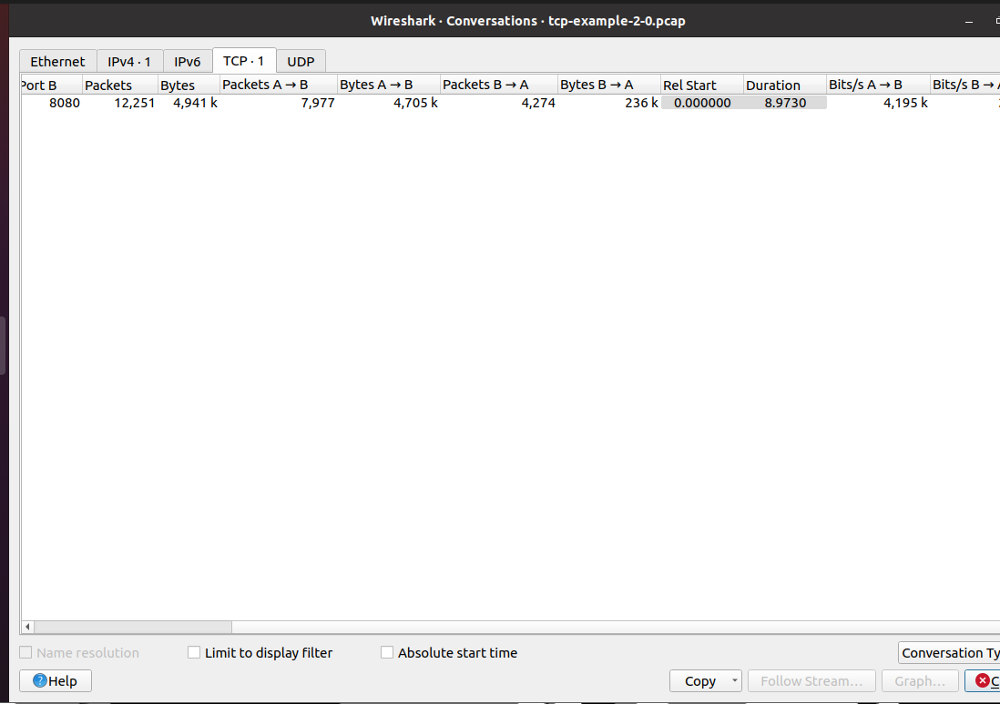 Wireshark · Conversations · tcp-example-2-0.pcap
Ethernet IPv4 · 1 IPv6 TCP · 1 UDP
Port B Packets Bytes Packets A → B Bytes A → B Packets B → A Bytes B → A Rel Start Duration Bits/s A → B Bits/s B →
8080 12,251 4,941 k 7,977 4,705 k 4,274 236 k 0.000000 8.9730 4,195 k
Name resolution Limit to display filter Absolute start time Conversation Ty
Help Copy Follow Stream... Graph... C